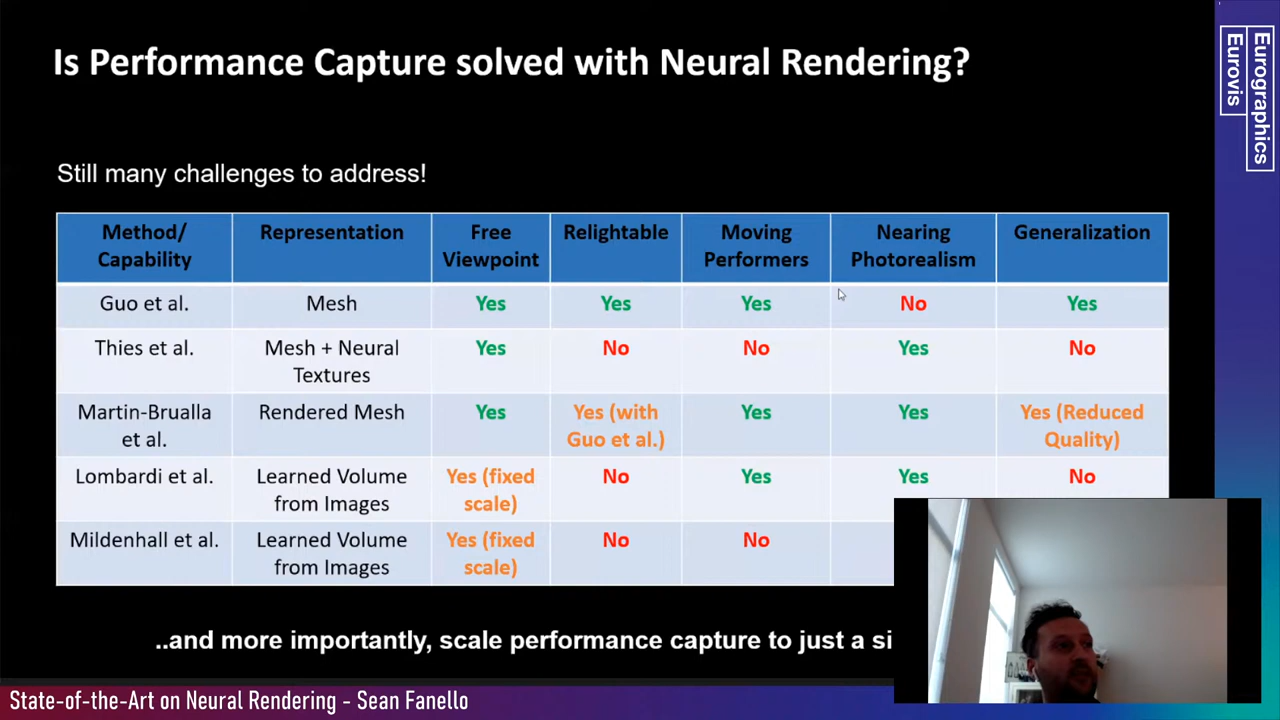 Is Performance Capture solved with Neural Rendering?
Eurographics
Eurovis
Still many challenges to address!
Method/ Capability Representation Free Viewpoint Relightable Moving Performers Nearing Photorealism Generalization
Guo et al. Mesh Yes Yes Yes No Yes
Thies et al. Mesh + Neural Textures Yes No No Yes No
Martin-Brualla et al. Rendered Mesh Yes Yes (with Guo et al.) Yes Yes Yes (Reduced Quality)
Lombardi et al. Learned Volume from Images Yes (fixed scale) No Yes Yes No
Mildenhall et al. Learned Volume from Images Yes (fixed scale) No No
..and more importantly, scale performance capture to just a
State-of-the-Art on Neural Rendering - Sean Fanello